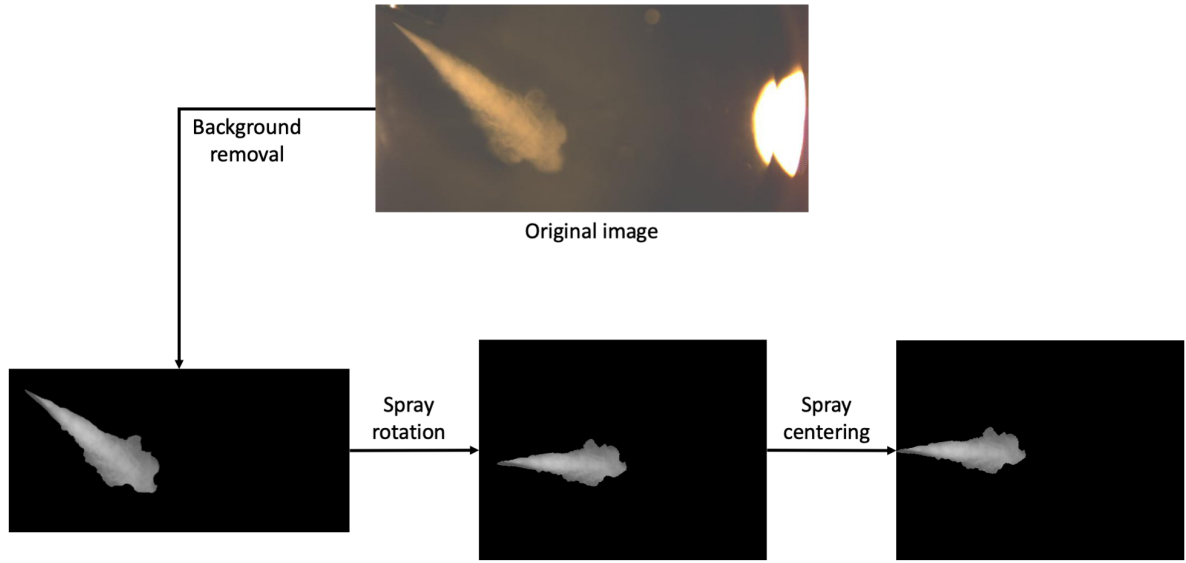 Background
removal
Original image
Spray
rotation
Spray
centering